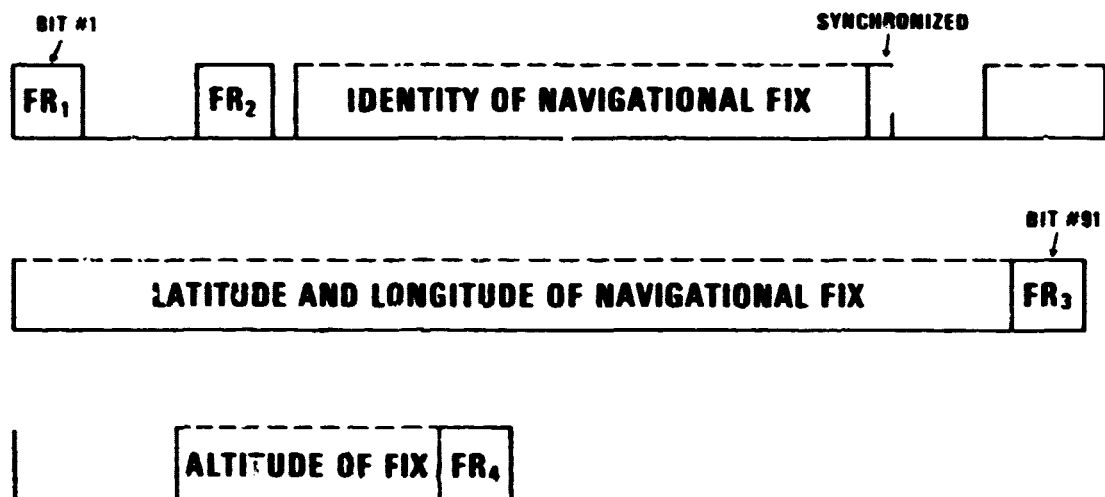 BIT #1
SYNCHRONIZED
FR₁ FR₂ IDENTITY OF NAVIGATIONAL FIX
BIT #91
LATITUDE AND LONGITUDE OF NAVIGATIONAL FIX FR₃
ALTITUDE OF FIX FR₄